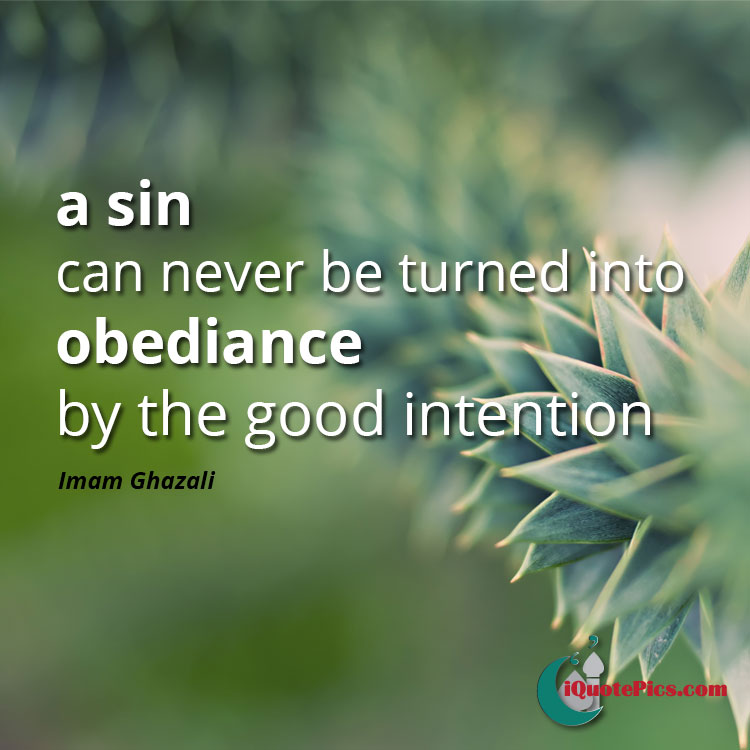 a sin
can never be turned into
obediance
by the good intention
Imam Ghazali
iQuotePics.com